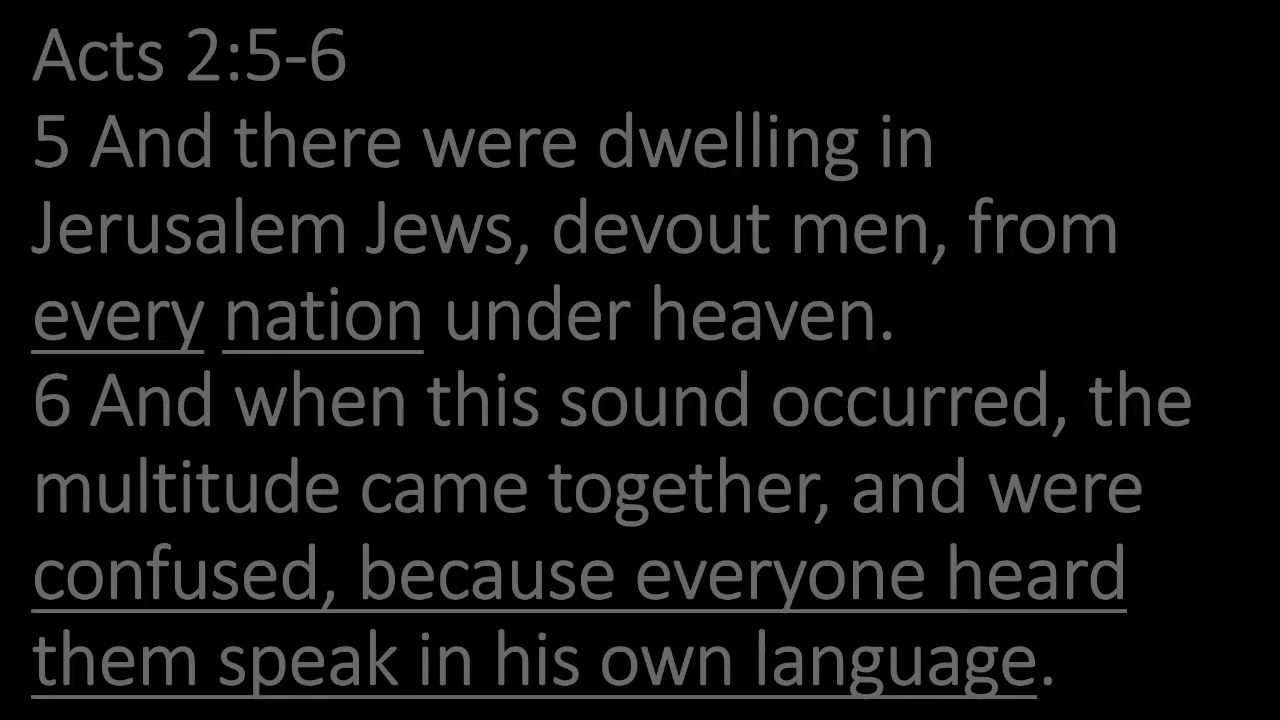 Acts 2:5-6
5 And there were dwelling in
Jerusalem Jews, devout men, from
every nation under heaven.
6 And when this sound occurred, the
multitude came together, and were
confused, because everyone heard
them speak in his own language.